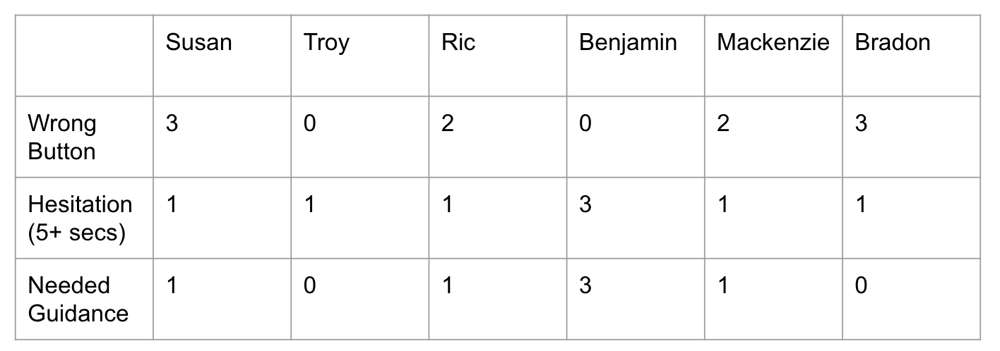 Susan Troy Ric Benjamin Mackenzie Bradon
Wrong
Button
3 0 2 0 2 3
Hesitation
(5+ secs)
1 1 1 3 1 1
Needed
Guidance
1 0 1 3 1 0